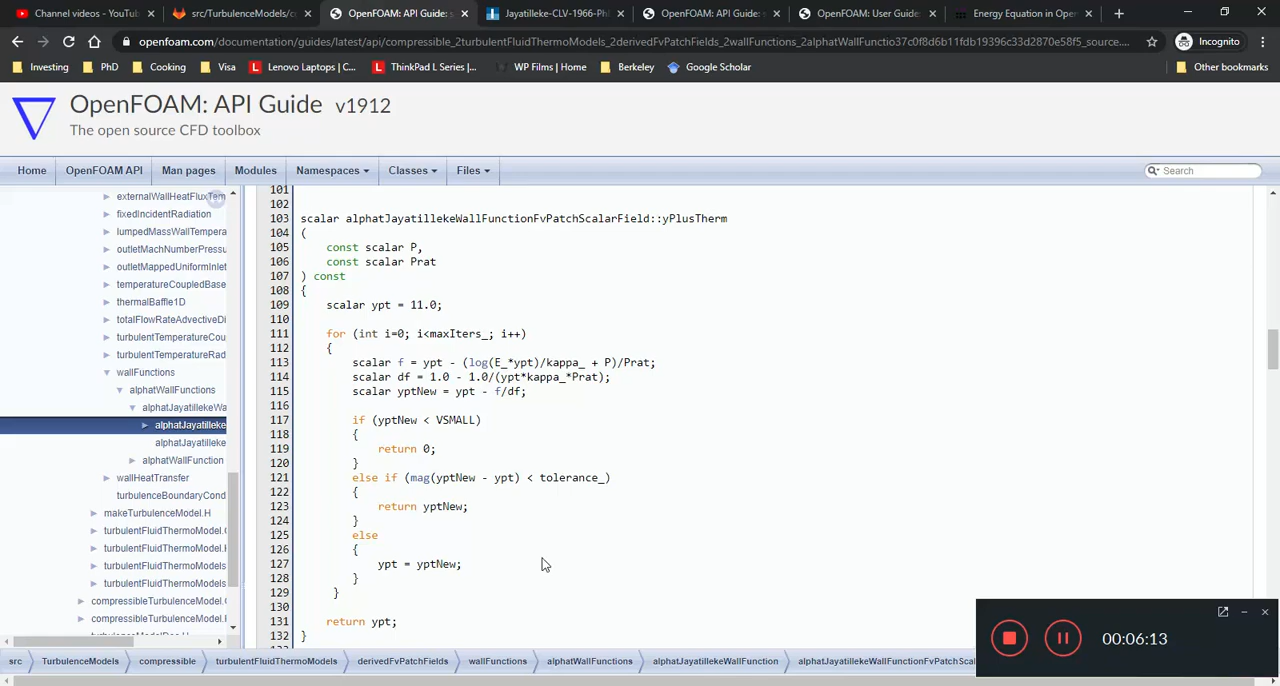 Channel videos - YouTu
src/TurbulenceModels/c
OpenFOAM: API Guide:
Jayatilleke-CLV-1966-Ph
OpenFOAM: API Guide:
OpenFOAM: User Guide
Energy Equation in Ope
openfoam.com/documentation/guides/latest/api/compressible_2turbulentFluidThermoModels_2derivedFvPatchFields_2wallFunctions_2alphatWallFunctio37c0f8d6b11fdb19396c33d2870e58f5_source....
Incognito
Investing
PhD
Cooking
Visa
Lenovo Laptops | C...
ThinkPad L Series |...
WP Films | Home
Berkeley
Google Scholar
Other bookmarks
OpenFOAM: API Guide v1912
The open source CFD toolbox
Home
OpenFOAM API
Man pages
Modules
Namespaces
Classes
Files
Search
externalWallHeatFluxTem
fixedIncidentRadiation
lumpedMassWallTempera
outletMachNumberPressu
outletMappedUniformInlet
temperatureCoupledBase
thermalBaffle1D
totalFlowRateAdvectiveDi
turbulentTemperatureCou
turbulentTemperatureRad
wallFunctions
alphatWallFunctions
alphatJayatillekeWa
alphatJayatilleke
alphatJayatilleke
alphatWallFunction
wallHeatTransfer
turbulenceBoundaryCond
makeTurbulenceModel.H
turbulentFluidThermoModel.C
turbulentFluidThermoModel.H
turbulentFluidThermoModels
turbulentFluidThermoModels
compressibleTurbulenceModel.C
compressibleTurbulenceModel.H
101
102
103 scalar alphatJayatillekeWallFunctionFvPatchScalarField::yPlusTherm
104 (
105 const scalar P,
106 const scalar Prat
107 ) const
108 {
109 scalar ypt = 11.0;
110
111 for (int i=0; i<maxIters_; i++)
112 {
113 scalar f = ypt - (log(E_*ypt)/kappa_ + P)/Prat;
114 scalar df = 1.0 - 1.0/(ypt*kappa_*Prat);
115 scalar yptNew = ypt - f/df;
116
117 if (yptNew < VSMALL)
118 {
119 return 0;
120 }
121 else if (mag(yptNew - ypt) < tolerance_)
122 {
123 return yptNew;
124 }
125 else
126 {
127 ypt = yptNew;
128 }
129 }
130
131 return ypt;
132 }
src
TurbulenceModels
compressible
turbulentFluidThermoModels
derivedFvPatchFields
wallFunctions
alphatWallFunctions
alphatJayatillekeWallFunction
alphatJayatillekeWallFunctionFvPatchScal
00:06:13